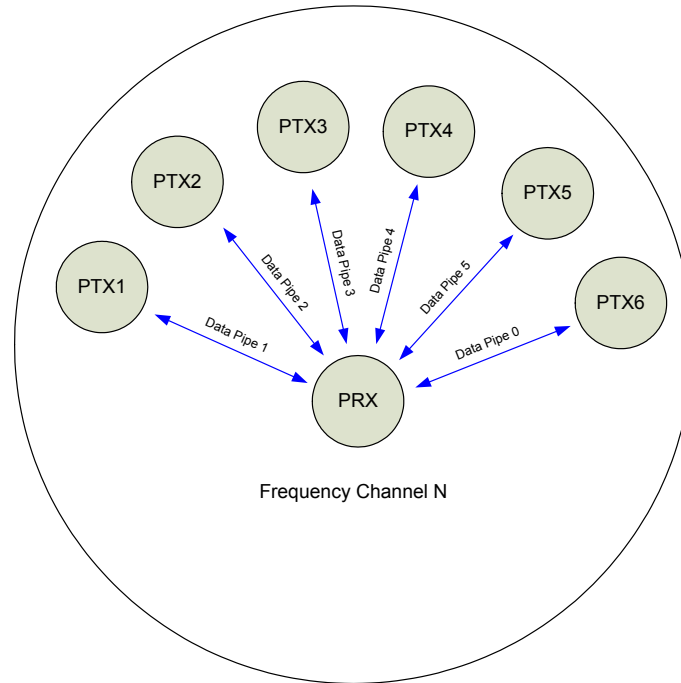 PTX3
PTX4
PTX2
PTX5
PTX1
PTX6
Data Pipe 1
Data Pipe 2
Data Pipe 3
Data Pipe 4
Data Pipe 5
Data Pipe 0
PRX
Frequency Channel N